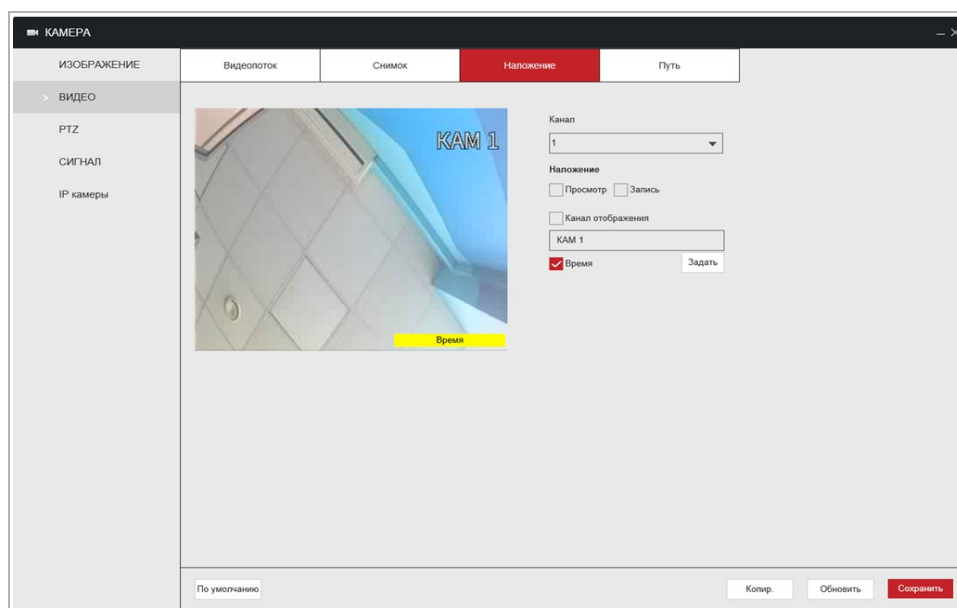 КАМЕРА
ИЗОБРАЖЕНИЕ
ВИДЕО
PTZ
СИГНАЛ
IP камеры
Видеопоток Снимок Наложение Путь
КАМ 1
Время
Канал
1
Наложение
Просмотр Запись
Канал отображения
КАМ 1
Время Задать
По умолчанию Копир. Обновить Сохранить